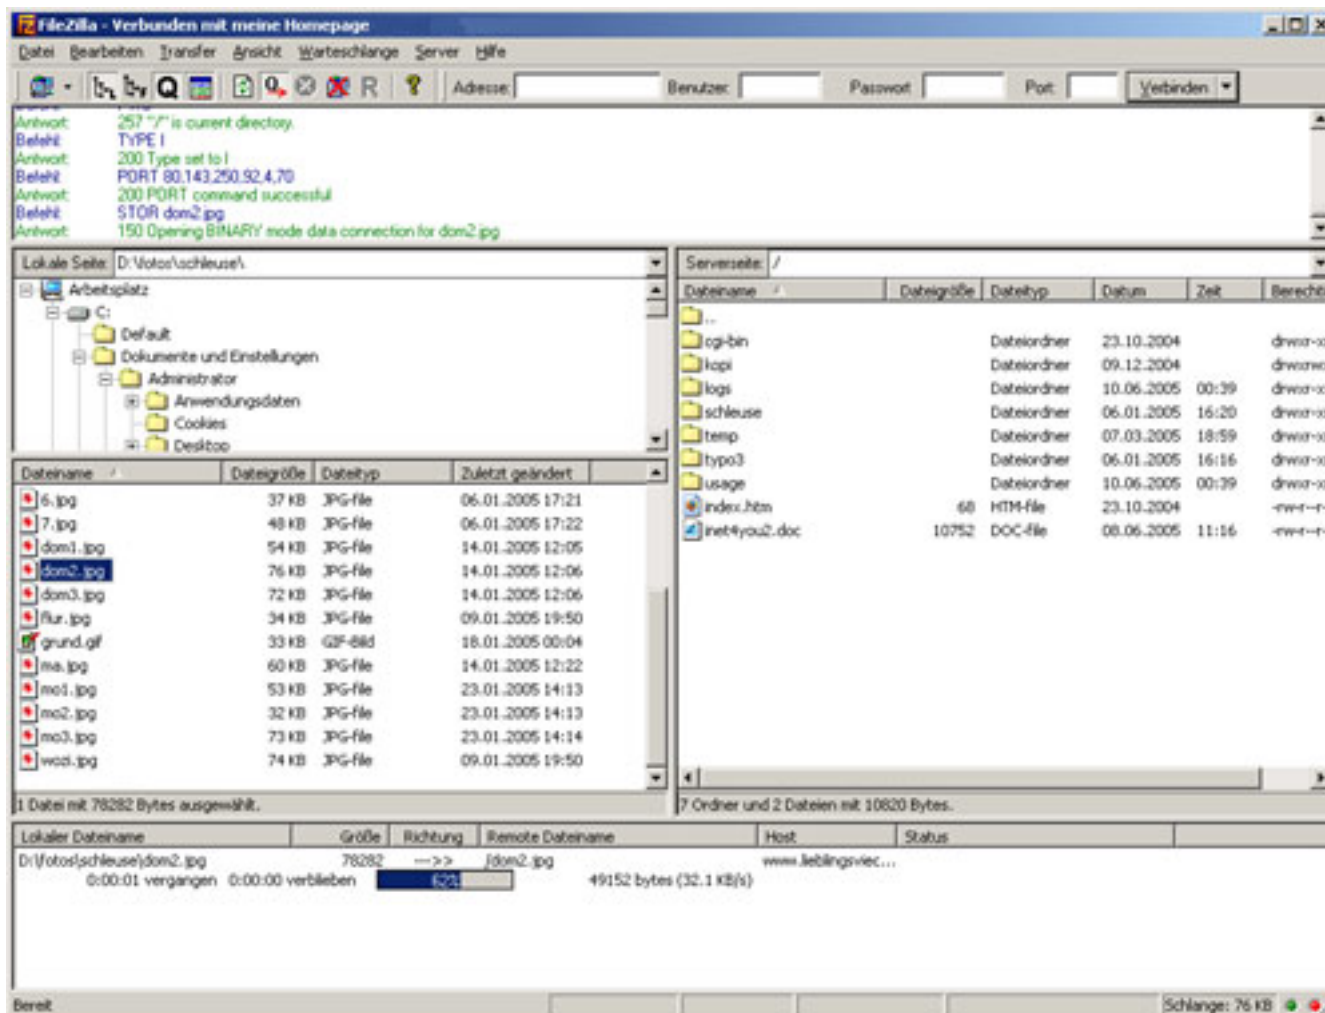 FileZilla - Verbunden mit meine Homepage
Datei Bearbeiten Transfer Ansicht Warteschlange Server Hilfe
Adresse: Benutzer: Passwort Port Verbinden
Antwort: 257 "/" is current directory.
Befehl: TYPE I
Antwort: 200 Type set to I
Befehl: PORT 80,143,250,92,4,70
Antwort: 200 PORT command successful
Befehl: STOR dom2.jpg
Antwort: 150 Opening BINARY mode data connection for dom2.jpg
Lokale Seite: D:\fotos\schleuse\
Arbeitsplatz
C:
Default
Dokumente und Einstellungen
Administrator
Anwendungsdaten
Cookies
Desktop
Dateiname Dateigröße Dateityp Zuletzt geändert
6.jpg 37 KB JPG-file 06.01.2005 17:21
7.jpg 48 KB JPG-file 06.01.2005 17:22
dom1.jpg 54 KB JPG-file 14.01.2005 12:05
dom2.jpg 76 KB JPG-file 14.01.2005 12:06
dom3.jpg 72 KB JPG-file 14.01.2005 12:06
flur.jpg 34 KB JPG-file 09.01.2005 19:50
grund.gif 33 KB GIF-Bild 18.01.2005 00:04
ma.jpg 60 KB JPG-file 14.01.2005 12:22
mo1.jpg 53 KB JPG-file 23.01.2005 14:13
mo2.jpg 32 KB JPG-file 23.01.2005 14:13
mo3.jpg 73 KB JPG-file 23.01.2005 14:14
wozi.jpg 74 KB JPG-file 09.01.2005 19:50
1 Datei mit 78282 Bytes ausgewählt.
Serverseite: /
Dateiname Dateigröße Dateityp Datum Zeit Berecht
..
cgi-bin Dateiordner 23.10.2004 drwxr-x
kopi Dateiordner 09.12.2004 drwxrwx
logs Dateiordner 10.06.2005 00:39 drwxr-x
schleuse Dateiordner 06.01.2005 16:20 drwxr-x
temp Dateiordner 07.03.2005 18:59 drwxr-x
typo3 Dateiordner 06.01.2005 16:16 drwxr-x
usage Dateiordner 10.06.2005 00:39 drwxr-x
index.htm 68 HTM-file 23.10.2004 -rw-r--r-
inet4you2.doc 10752 DOC-file 08.06.2005 11:16 -rw-r--r-
7 Ordner und 2 Dateien mit 10820 Bytes.
Lokaler Dateiname Größe Richtung Remote Dateiname Host Status
D:\fotos\schleuse\dom2.jpg 78282 --->> /dom2.jpg www.lieblingsviec...
0:00:01 vergangen 0:00:00 verblieben 62% 49152 bytes (32.1 KB/s)
Bereit Schlange: 76 KB